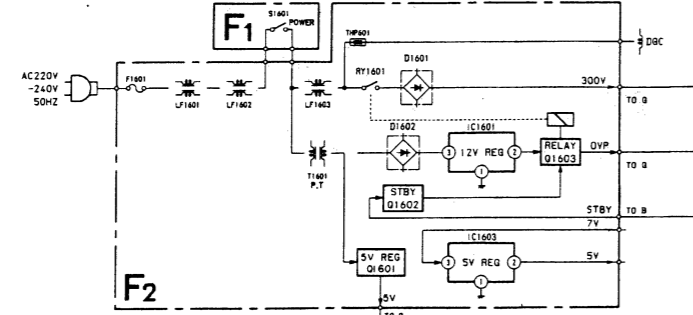 F1
S1601
POWER
THP601
DGC
AC220V
-240V
50HZ
F1601
LF1601
LF1602
LF1603
RY1601
D1601
300V
TO G
D1602
IC1601
3 12V REG 2
1
RELAY
Q1603
OVP
TO G
T1601
P.T
STBY
Q1602
STBY
TO B
7V
IC1603
5V REG
Q1601
3 5V REG 2
1
5V
F2
5V